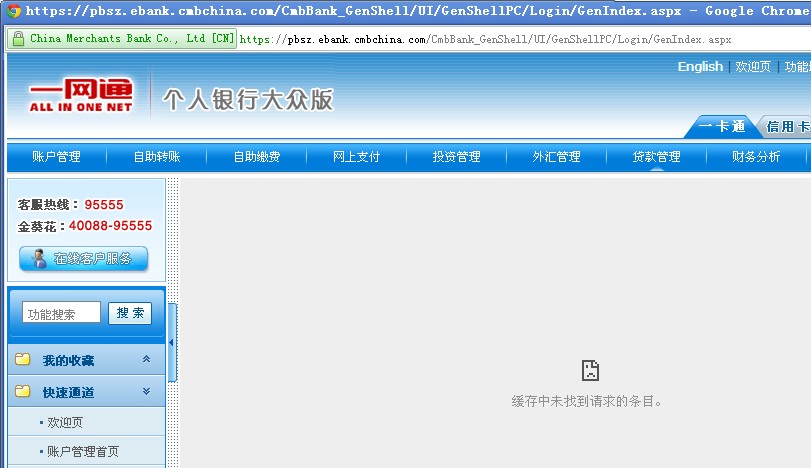 https://pbsz.ebank.cmbchina.com/CmbBank_GenShell/UI/GenShellPC/Login/GenIndex.aspx - Google Chrome
China Merchants Bank Co., Ltd [CN] https://pbsz.ebank.cmbchina.com/CmbBank_GenShell/UI/GenShellPC/Login/GenIndex.aspx
English | 欢迎页 | 功能
一网通
ALL IN ONE NET
个人银行大众版
一卡通 信用卡
账户管理 自助转账 自助缴费 网上支付 投资管理 外汇管理 贷款管理 财务分析
客服热线：95555
金葵花：40088-95555
在线客户服务
功能搜索 搜 索
我的收藏
快速通道
• 欢迎页
• 账户管理首页
缓存中未找到请求的条目。